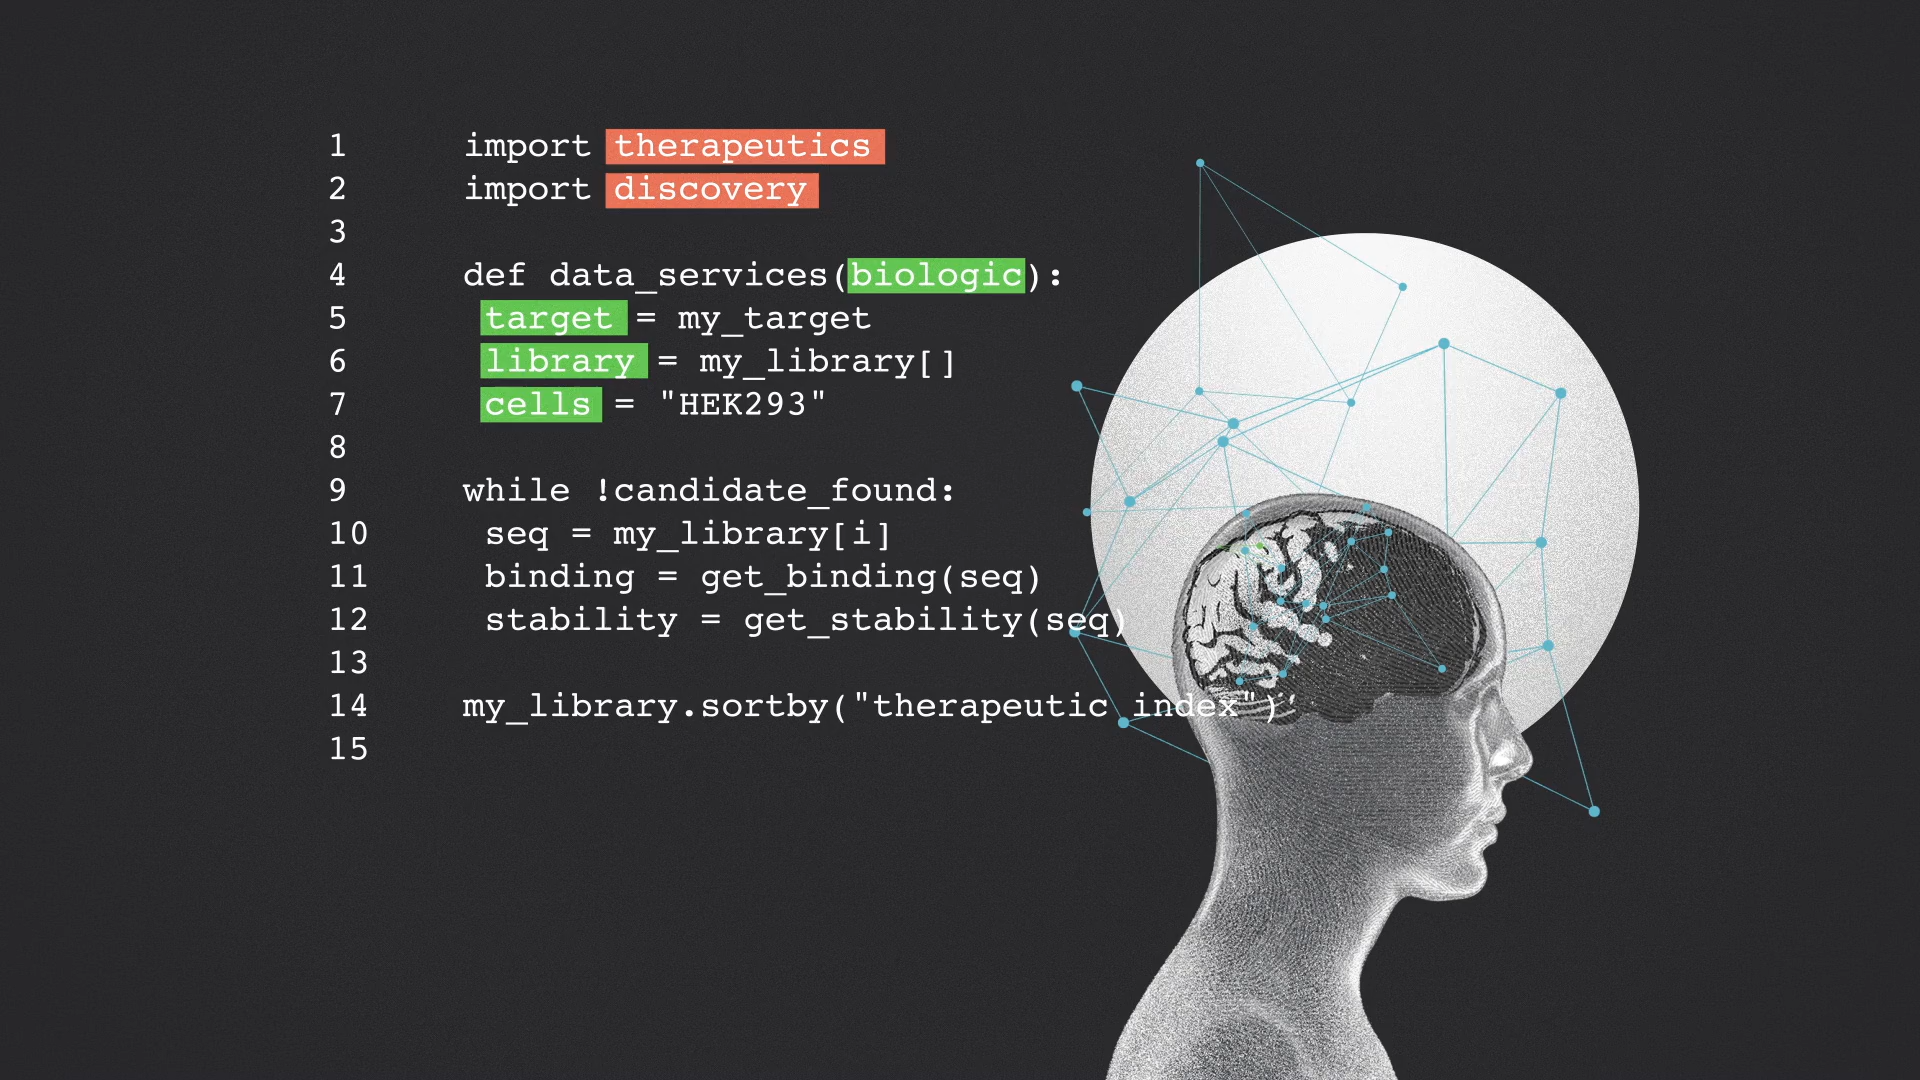 1 import therapeutics
2 import discovery
3
4 def data_services(biologic):
5 target = my_target
6 library = my_library[]
7 cells = "HEK293"
8
9 while !candidate_found:
10 seq = my_library[i]
11 binding = get_binding(seq)
12 stability = get_stability(seq)
13
14 my_library.sortby("therapeutic index")
15